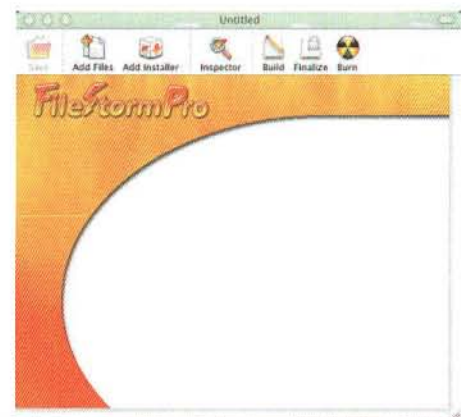 Untitled
Save Add Files Add Installer Inspector Build Finalize Burn
FileStormPro